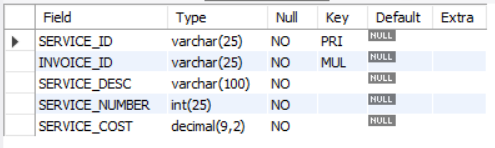 Field Type Null Key Default Extra
SERVICE_ID varchar(25) NO PRI NULL
INVOICE_ID varchar(25) NO MUL NULL
SERVICE_DESC varchar(100) NO NULL
SERVICE_NUMBER int(25) NO NULL
SERVICE_COST decimal(9,2) NO NULL